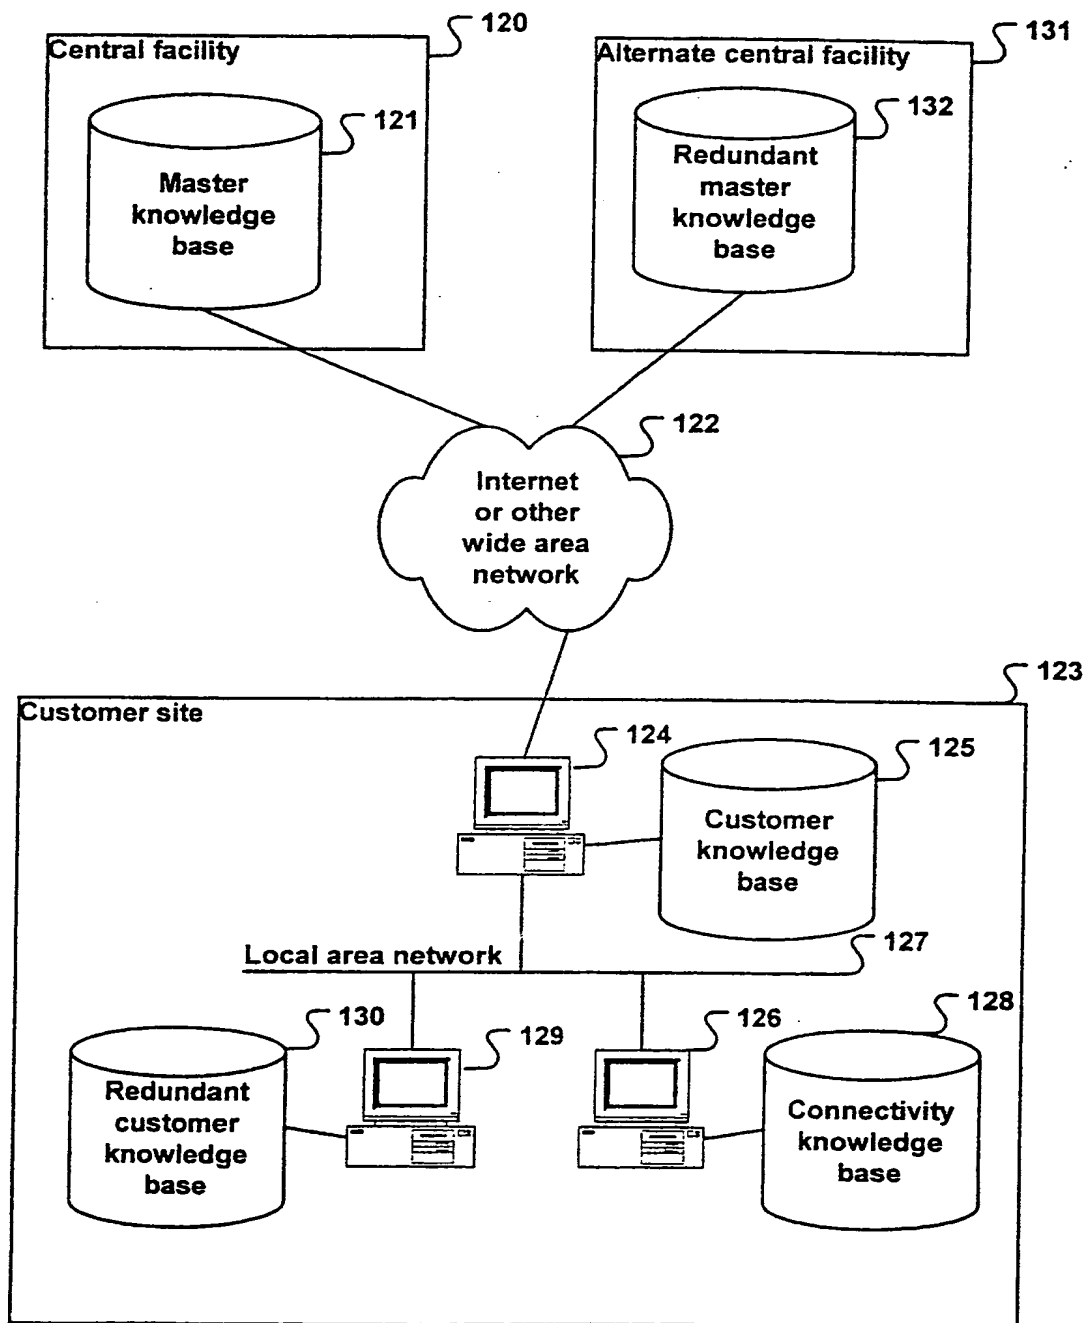 120
131
Central facility
Alternate central facility
121
132
Master
knowledge
base
Redundant
master
knowledge
base
122
Internet
or other
wide area
network
123
Customer site
124
125
Customer
knowledge
base
Local area network
127
130
129
126
128
Redundant
customer
knowledge
base
Connectivity
knowledge
base